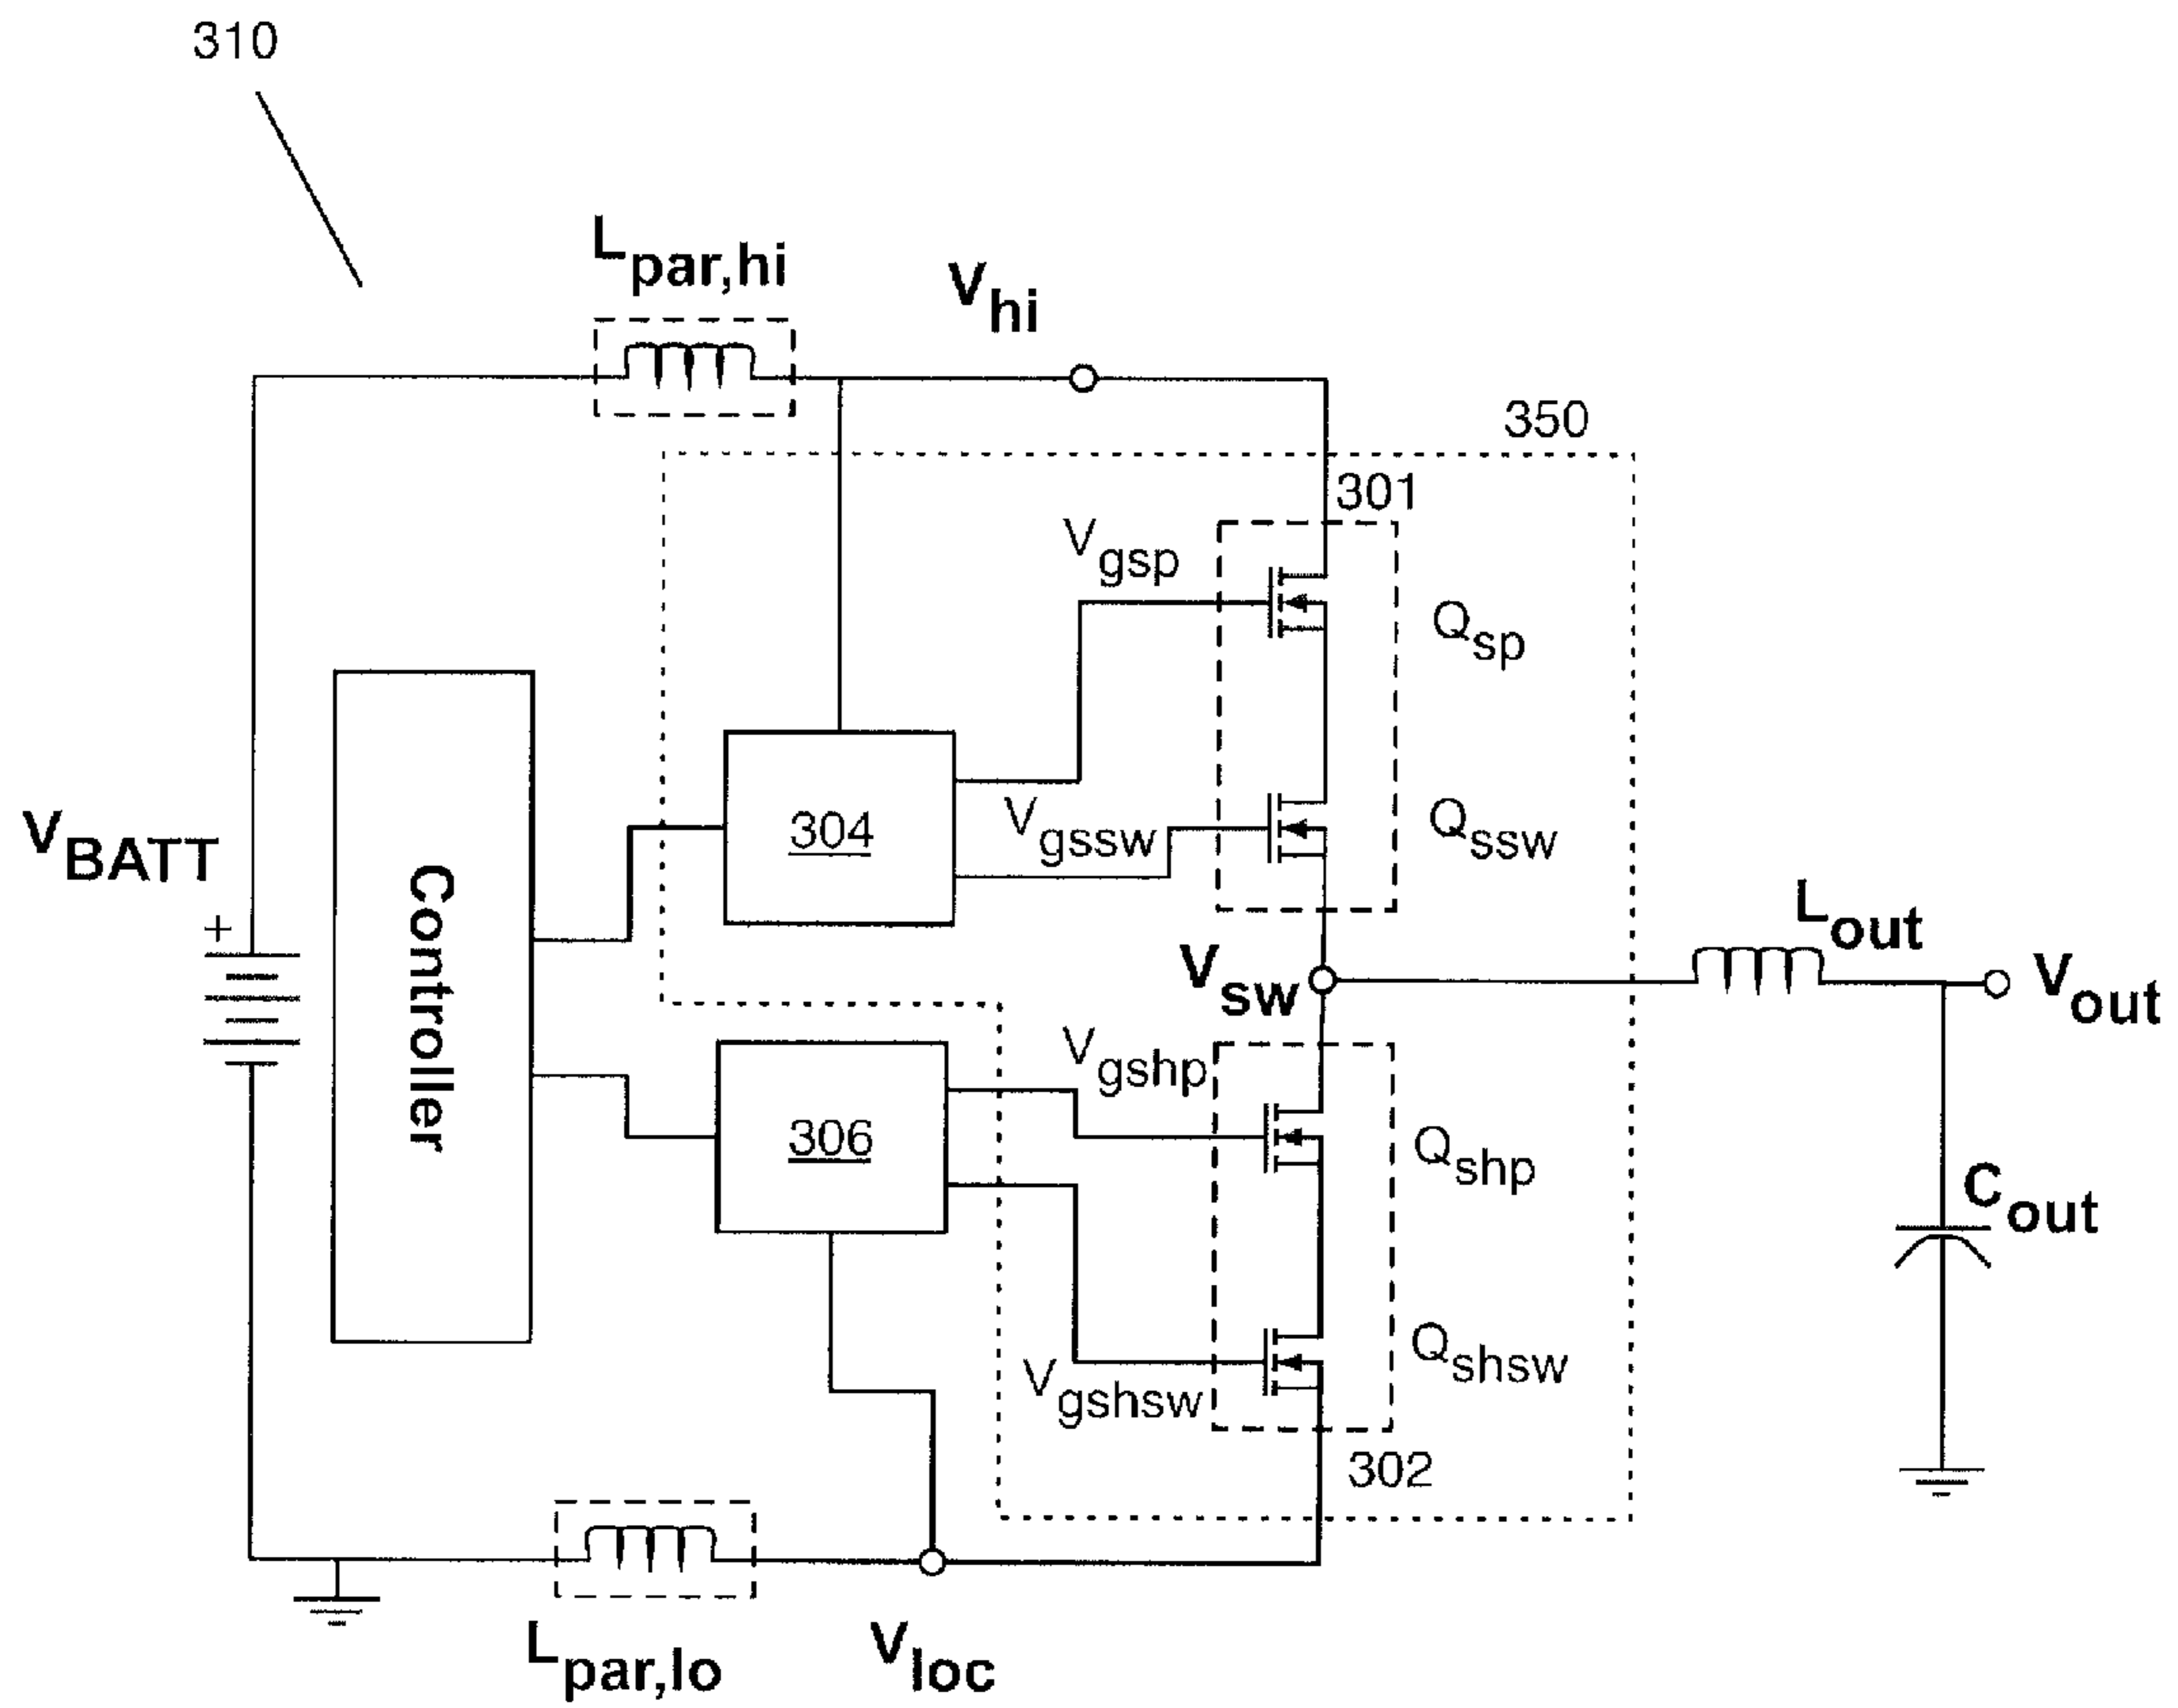 310
Lpar,hi
Vhi
350
301
Vgsp
Qsp
304
Vgssw
Qssw
VBATT
+
Controller
Vsw
Lout
Vout
306
Vgshp
Qshp
Cout
Vgshsw
Qshsw
302
Lpar,lo
Vloc